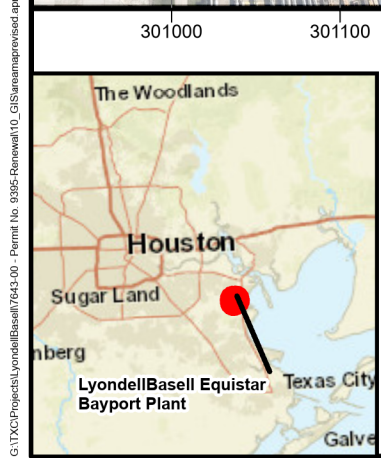 301000 301100
The Woodlands
Houston
Sugar Land
nberg
LyondellBasell Equistar
Bayport Plant
Texas City
Galve
G:\TXC\Projects\LyondellBasell\7643-00 - Permit No. 9395-Renewal\10_GIS\areamaprevised.ap